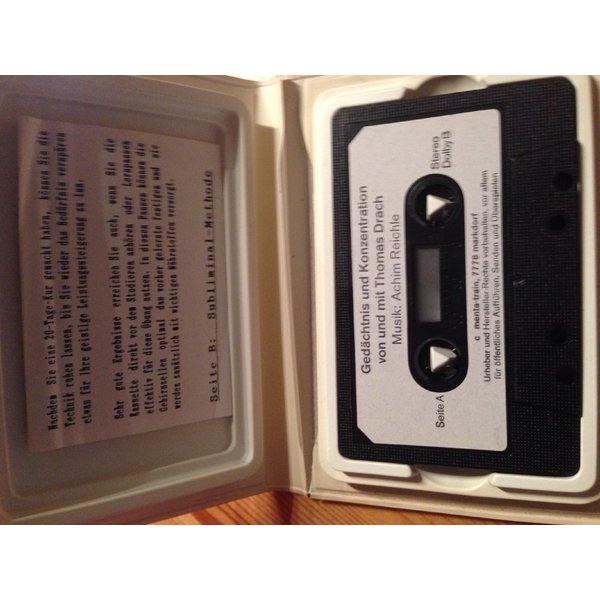 Nachdem Sie eine 20-Tage-Kur gemacht haben, können Sie die
Technik ruhen lassen, bis Sie wieder das Bedürfnis verspüren
etwas für Ihre geistige Leistungssteigerung zu tun.
Sehr gute Ergebnisse erreichen Sie auch, wenn Sie die
Kassette direkt vor dem Studieren anhören oder Lernpausen
effektiv für diese Übung nutzen. In diesen Pausen können die
Gehirnzellen optimal das vorher gelernte festigen und sie
werden zusätzlich mit wichtigen Nährstoffen versorgt.
Seite B: Subliminal-Methode
Gedächtnis und Konzentration
von und mit Thomas Drach
Musik: Achim Reichle
Seite A
Stereo
Dolby B
c menta-train, 7778 markdorf
Urheber und Hersteller Rechte vorbehalten, vor allem
für öffentliches Aufführen, Senden und Überspielen